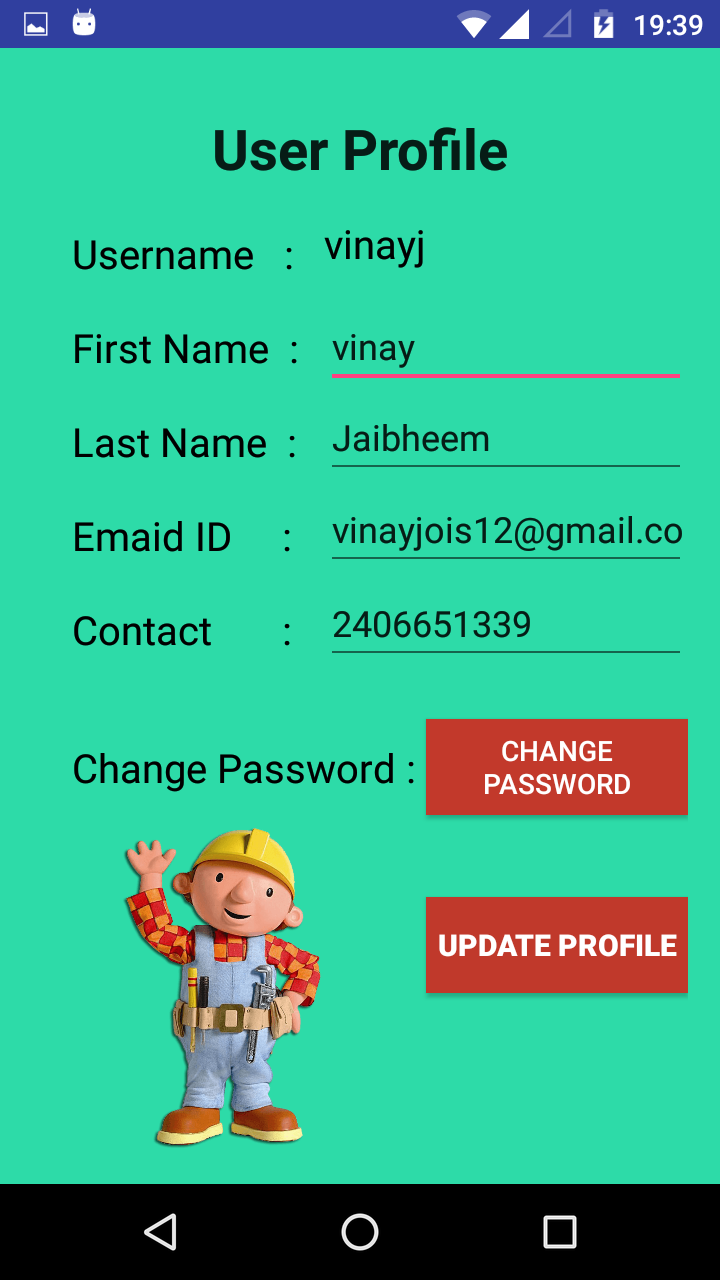 19:39
User Profile
Username : vinayj
First Name : vinay
Last Name : Jaibheem
Emaid ID : vinayjois12@gmail.co
Contact : 2406651339
Change Password : CHANGE
PASSWORD
UPDATE PROFILE